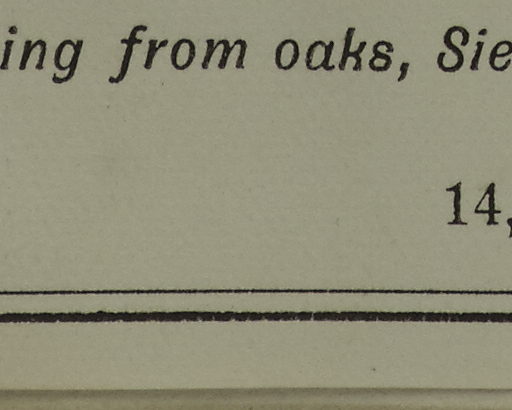 ing from oaks, Sie
14,